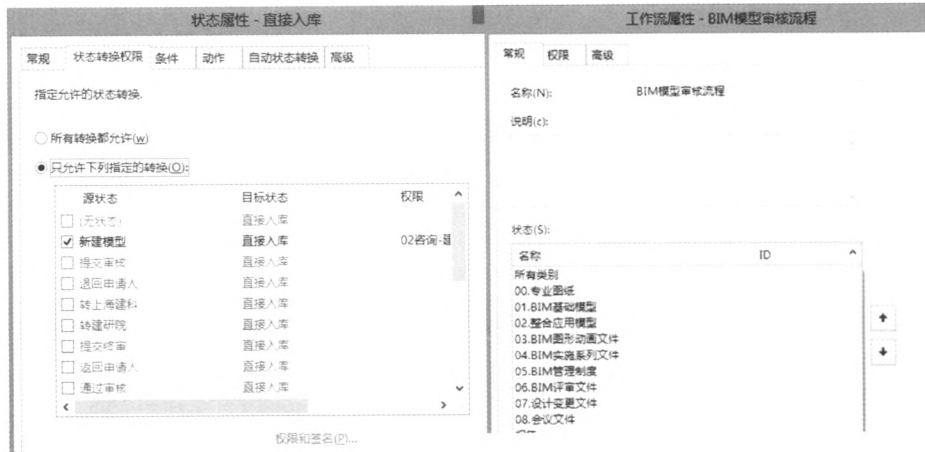 状态属性 - 直接入库
常规 状态转换权限 条件 动作 自动状态转换 高级
指定允许的状态转换.
所有转换都允许(w)
只允许下列指定的转换(O):
源状态 目标状态 权限
(无状态) 直接入库
新建模型 直接入库 02咨询-建
提交审核 直接入库
退回申请人 直接入库
转上海建科 直接入库
转建研院 直接入库
提交终审 直接入库
返回申请人 直接入库
通过审核 直接入库
权限和签名(P)...
工作流属性 - BIM模型审核流程
常规 权限 高级
名称(N): BIM模型审核流程
说明(c):
状态(S):
名称 ID
所有类别
00.专业图纸
01.BIM基础模型
02.整合应用模型
03.BIM图形动画文件
04.BIM实施系列文件
05.BIM管理制度
06.BIM评审文件
07.设计变更文件
08.会议文件